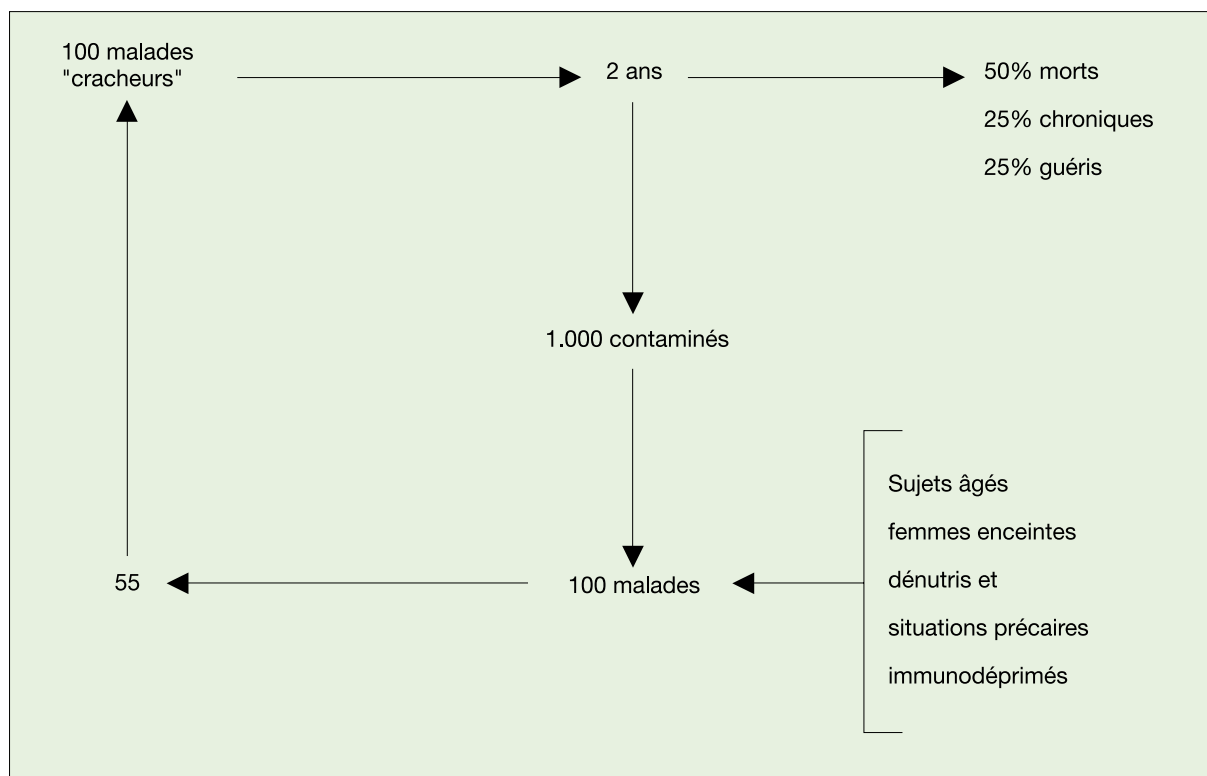 100 malades
"cracheurs"
2 ans
50% morts
25% chroniques
25% guéris
1.000 contaminés
Sujets âgés
femmes enceintes
dénutris et
situations précaires
immunodéprimés
55
100 malades